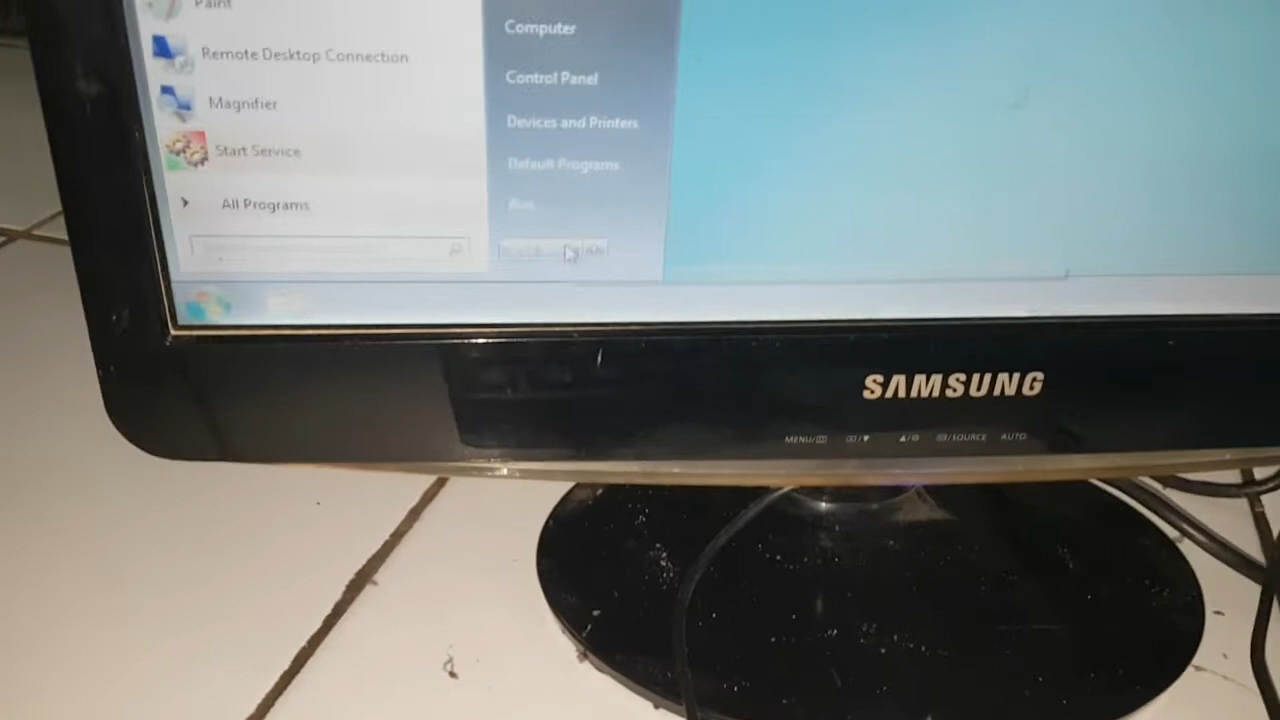 Paint
Remote Desktop Connection
Magnifier
Start Service
All Programs
Computer
Control Panel
Devices and Printers
Default Programs
Run
SAMSUNG
MENU/
/SOURCE
AUTO